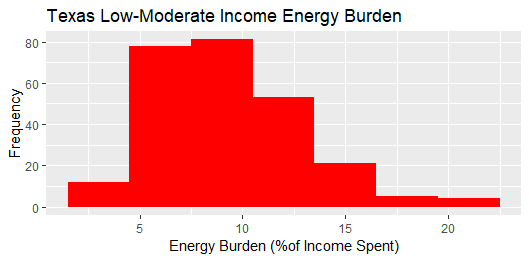 Texas Low-Moderate Income Energy Burden
80
60
40
20
0
Frequency
5 10 15 20
Energy Burden (%of Income Spent)